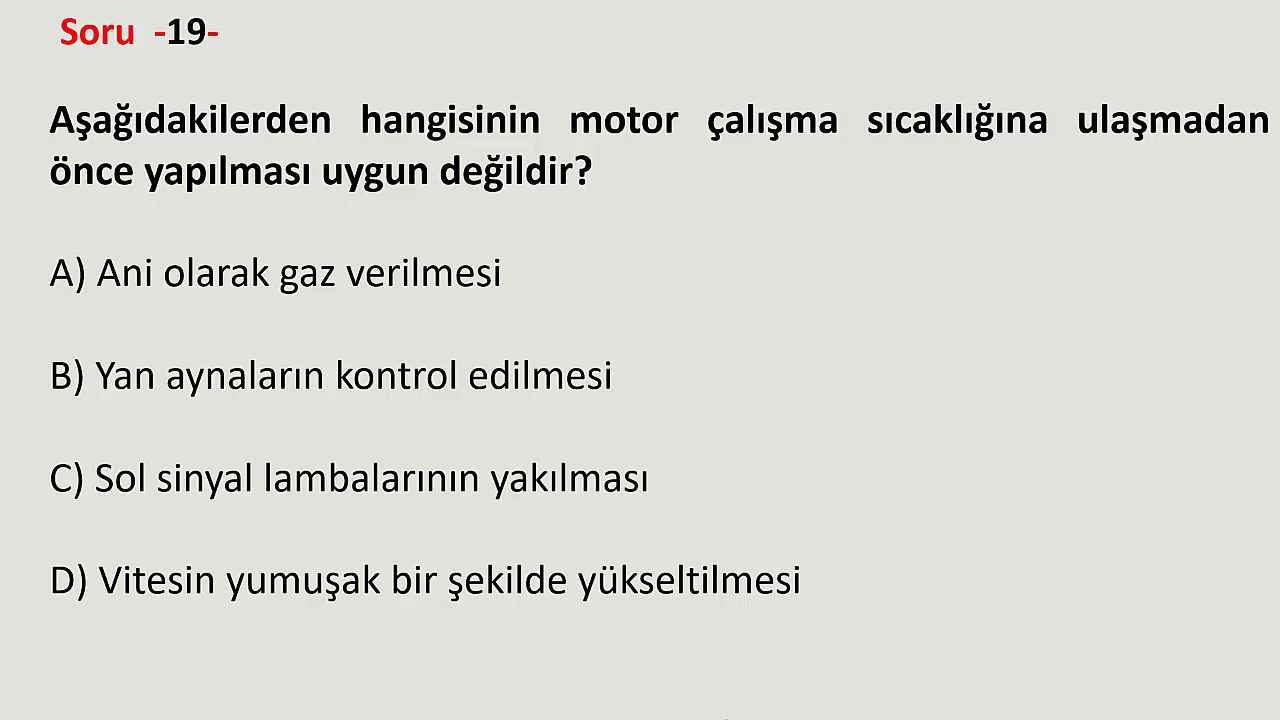 Soru -19-
Aşağıdakilerden hangisinin motor çalışma sıcaklığına ulaşmadan
önce yapılması uygun değildir?
A) Ani olarak gaz verilmesi
B) Yan aynaların kontrol edilmesi
C) Sol sinyal lambalarının yakılması
D) Vitesin yumuşak bir şekilde yükseltilmesi